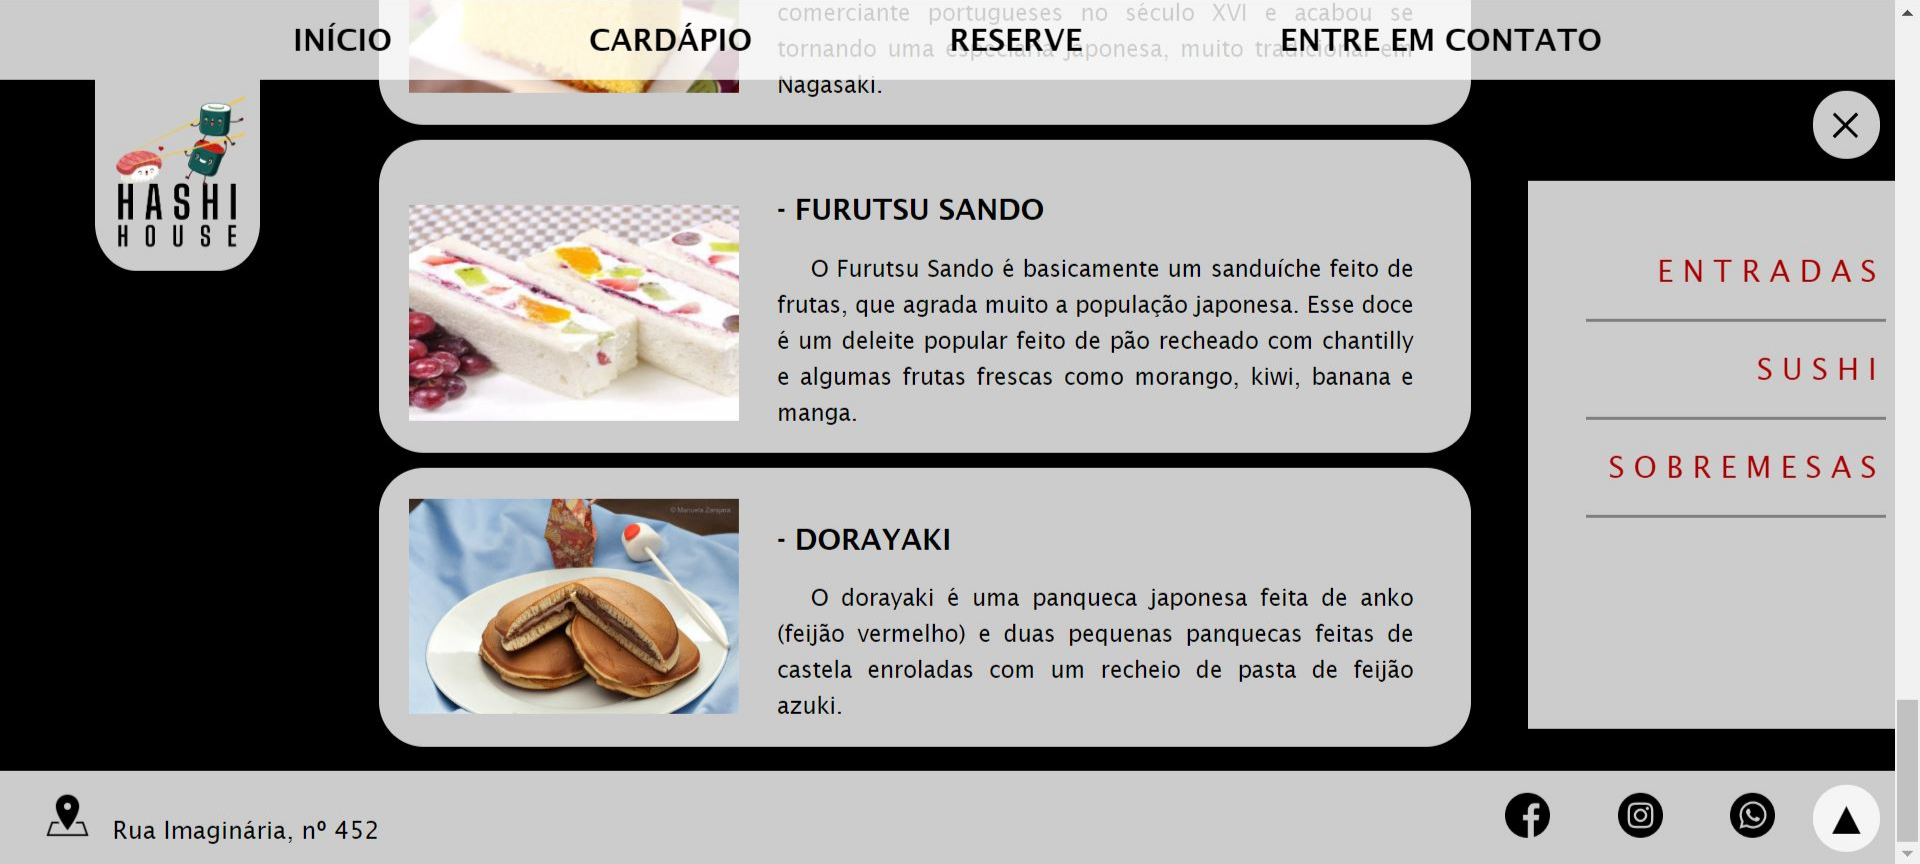 INÍCIO CARDÁPIO RESERVE ENTRE EM CONTATO
comerciante portugueses no século XVI e acabou se
tornando uma especiaria japonesa, muito tradicional em
Nagasaki.
HASHI
HOUSE
- FURUTSU SANDO
O Furutsu Sando é basicamente um sanduíche feito de
frutas, que agrada muito a população japonesa. Esse doce
é um deleite popular feito de pão recheado com chantilly
e algumas frutas frescas como morango, kiwi, banana e
manga.
© Manuela Zangara
- DORAYAKI
O dorayaki é uma panqueca japonesa feita de anko
(feijão vermelho) e duas pequenas panquecas feitas de
castela enroladas com um recheio de pasta de feijão
azuki.
ENTRADAS
SUSHI
SOBREMESAS
Rua Imaginária, nº 452